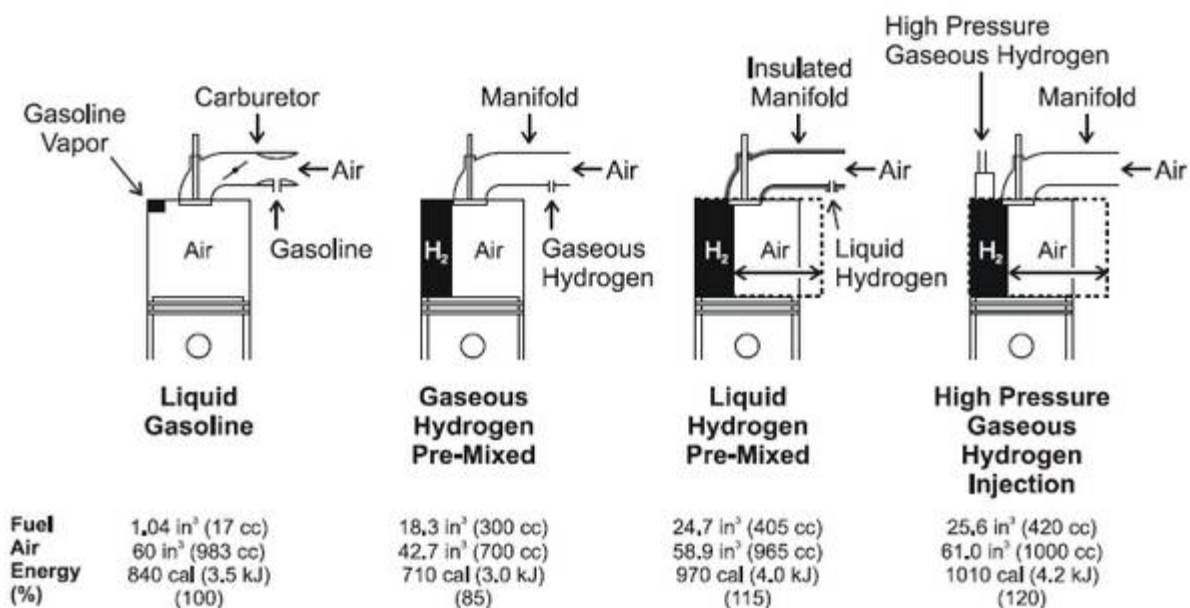 High Pressure
Gaseous Hydrogen
Insulated
Manifold
Carburetor
Manifold
Manifold
Gasoline
Vapor
Air
Air
Air
Air
Air
Gasoline
H₂
Air
Gaseous
Hydrogen
H₂
Air
Liquid
Hydrogen
H₂
Air
Liquid
Gasoline
Gaseous
Hydrogen
Pre-Mixed
Liquid
Hydrogen
Pre-Mixed
High Pressure
Gaseous
Hydrogen
Injection
Fuel 1.04 in³ (17 cc) 18.3 in³ (300 cc) 24.7 in³ (405 cc) 25.6 in³ (420 cc)
Air 60 in³ (983 cc) 42.7 in³ (700 cc) 58.9 in³ (965 cc) 61.0 in³ (1000 cc)
Energy 840 cal (3.5 kJ) 710 cal (3.0 kJ) 970 cal (4.0 kJ) 1010 cal (4.2 kJ)
(%) (100) (85) (115) (120)